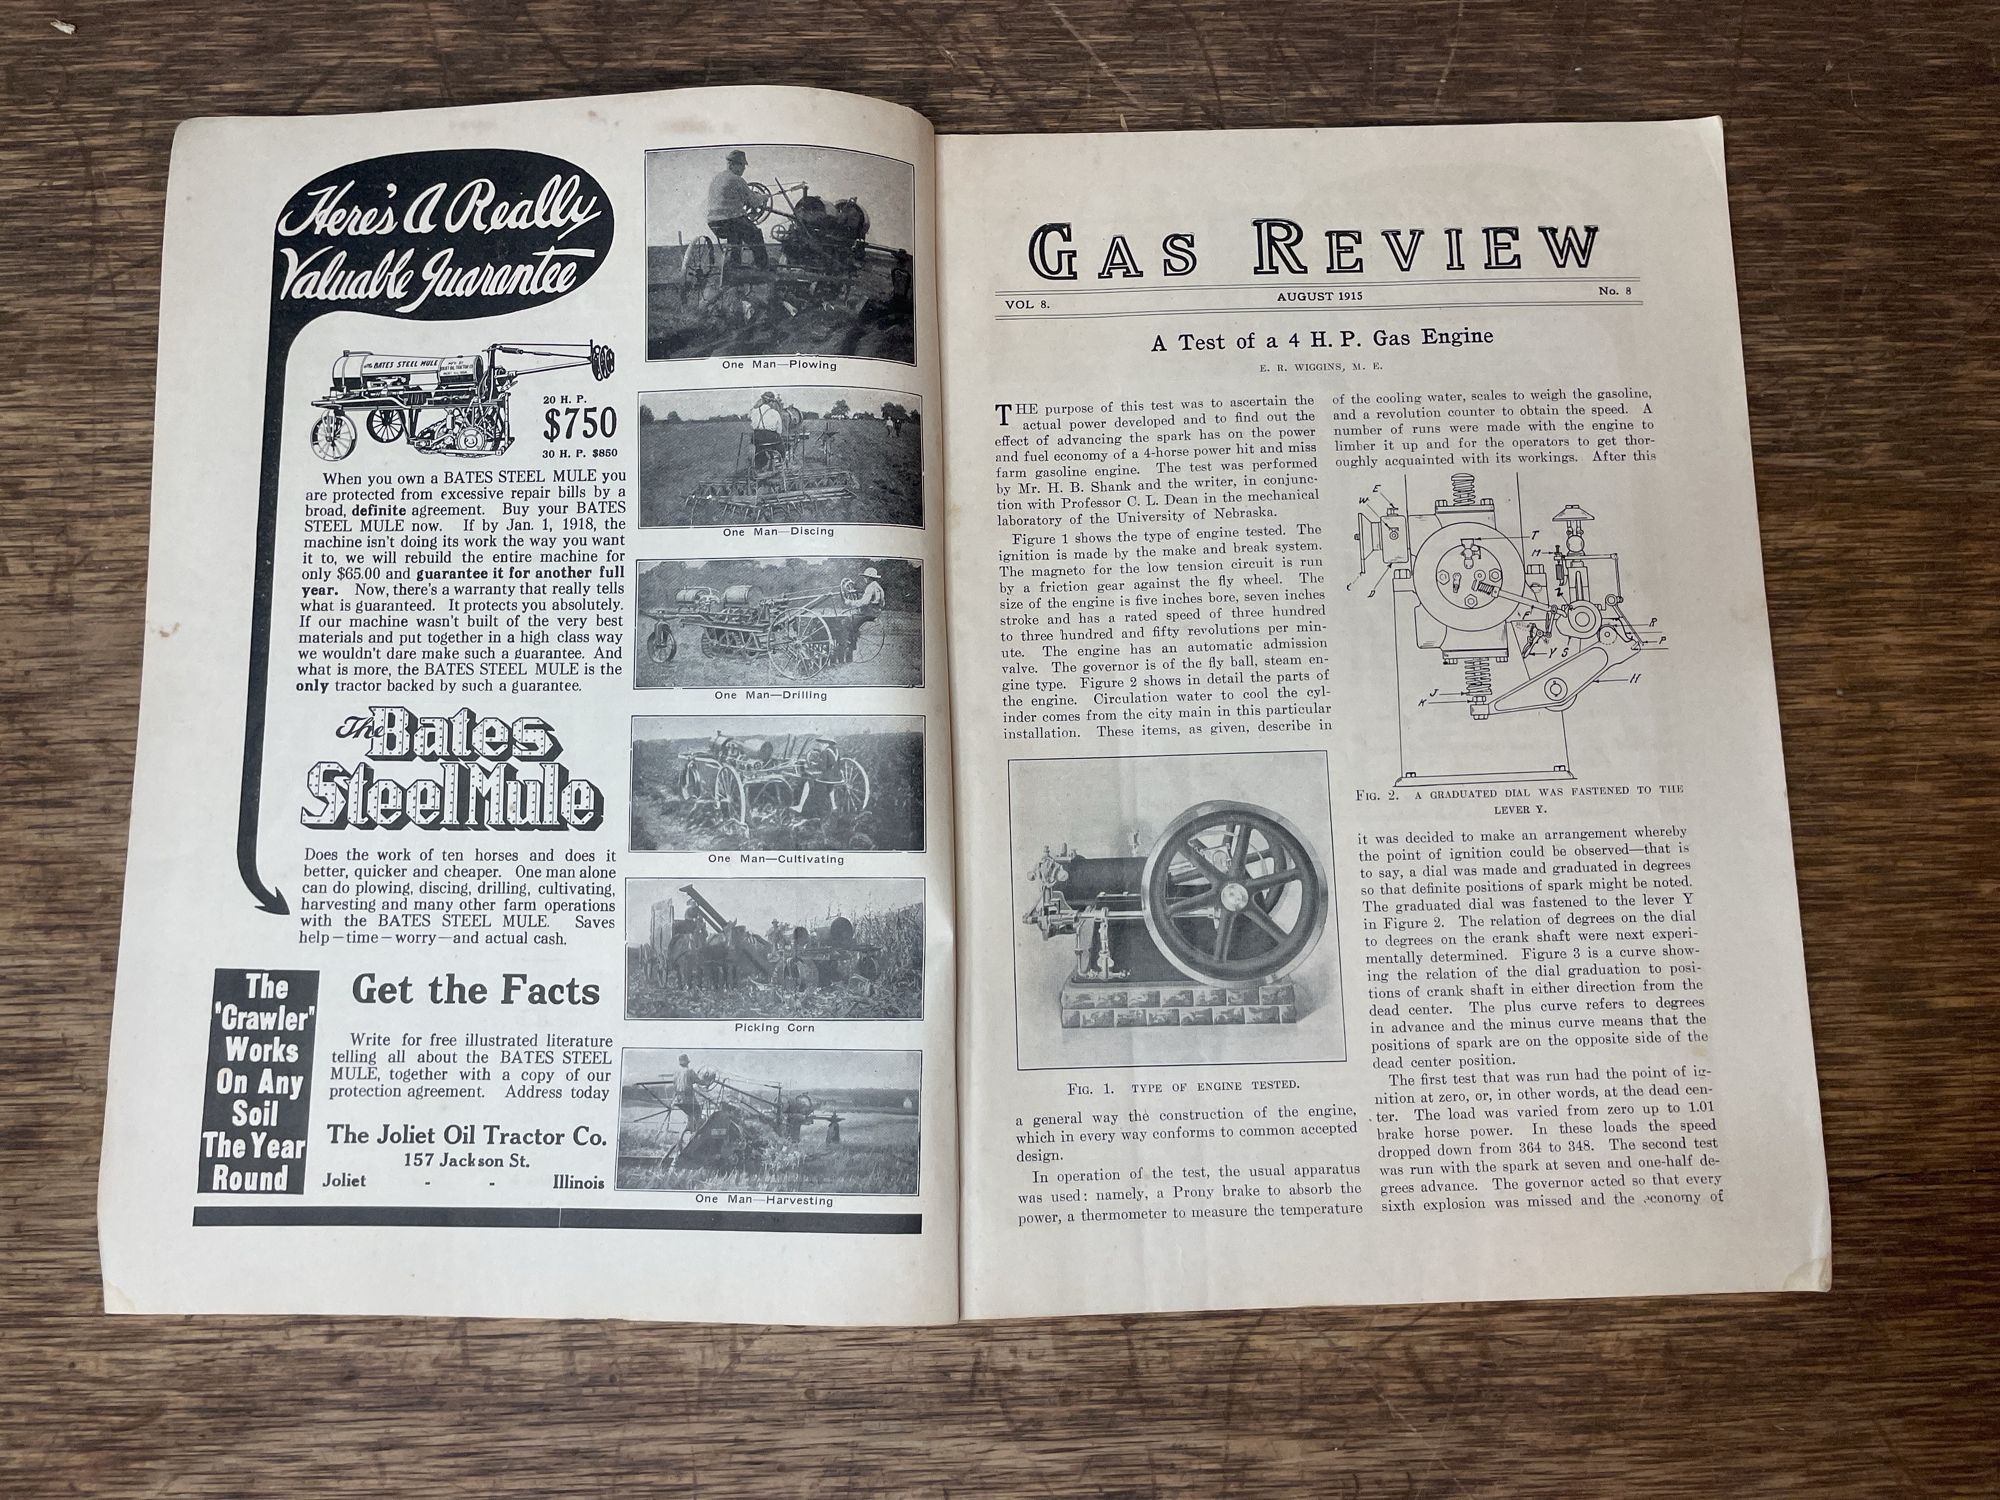 Here's A Really
Valuable Guarantee
BATES STEEL MULE
20 H. P.
$750
30 H. P. $850
When you own a BATES STEEL MULE you
are protected from excessive repair bills by a
broad, definite agreement. Buy your BATES
STEEL MULE now. If by Jan. 1, 1918, the
machine isn't doing its work the way you want
it to, we will rebuild the entire machine for
only $65.00 and guarantee it for another full
year. Now, there's a warranty that really tells
what is guaranteed. It protects you absolutely.
If our machine wasn't built of the very best
materials and put together in a high class way
we wouldn't dare make such a guarantee. And
what is more, the BATES STEEL MULE is the
only tractor backed by such a guarantee.
The Bates
Steel Mule
Does the work of ten horses and does it
better, quicker and cheaper. One man alone
can do plowing, discing, drilling, cultivating,
harvesting and many other farm operations
with the BATES STEEL MULE. Saves
help—time—worry—and actual cash.
The
'Crawler'
Works
On Any
Soil
The Year
Round
Get the Facts
Write for free illustrated literature
telling all about the BATES STEEL
MULE, together with a copy of our
protection agreement. Address today
The Joliet Oil Tractor Co.
157 Jackson St.
Joliet - - Illinois
One Man—Plowing
One Man—Discing
One Man—Drilling
One Man—Cultivating
Picking Corn
One Man—Harvesting
GAS REVIEW
VOL 8. AUGUST 1915 No. 8
A Test of a 4 H. P. Gas Engine
E. R. WIGGINS, M. E.
THE purpose of this test was to ascertain the
actual power developed and to find out the
effect of advancing the spark has on the power
and fuel economy of a 4-horse power hit and miss
farm gasoline engine. The test was performed
by Mr. H. B. Shank and the writer, in conjunc-
tion with Professor C. L. Dean in the mechanical
laboratory of the University of Nebraska.
Figure 1 shows the type of engine tested. The
ignition is made by the make and break system.
The magneto for the low tension circuit is run
by a friction gear against the fly wheel. The
size of the engine is five inches bore, seven inches
stroke and has a rated speed of three hundred
to three hundred and fifty revolutions per min-
ute. The engine has an automatic admission
valve. The governor is of the fly ball, steam en-
gine type. Figure 2 shows in detail the parts of
the engine. Circulation water to cool the cyl-
inder comes from the city main in this particular
installation. These items, as given, describe in
FIG. 1. TYPE OF ENGINE TESTED.
a general way the construction of the engine,
which in every way conforms to common accepted
design.
In operation of the test, the usual apparatus
was used: namely, a Prony brake to absorb the
power, a thermometer to measure the temperature
of the cooling water, scales to weigh the gasoline,
and a revolution counter to obtain the speed. A
number of runs were made with the engine to
limber it up and for the operators to get thor-
oughly acquainted with its workings. After this
E
W
T
M
D
R
P
Y S
J
K
H
FIG. 2. A GRADUATED DIAL WAS FASTENED TO THE
LEVER Y.
it was decided to make an arrangement whereby
the point of ignition could be observed—that is
to say, a dial was made and graduated in degrees
so that definite positions of spark might be noted.
The graduated dial was fastened to the lever Y
in Figure 2. The relation of degrees on the dial
to degrees on the crank shaft were next experi-
mentally determined. Figure 3 is a curve show-
ing the relation of the dial graduation to posi-
tions of crank shaft in either direction from the
dead center. The plus curve refers to degrees
in advance and the minus curve means that the
positions of spark are on the opposite side of the
dead center position.
The first test that was run had the point of ig-
nition at zero, or, in other words, at the dead cen-
ter. The load was varied from zero up to 1.01
brake horse power. In these loads the speed
dropped down from 364 to 348. The second test
was run with the spark at seven and one-half de-
grees advance. The governor acted so that every
sixth explosion was missed and the economy of